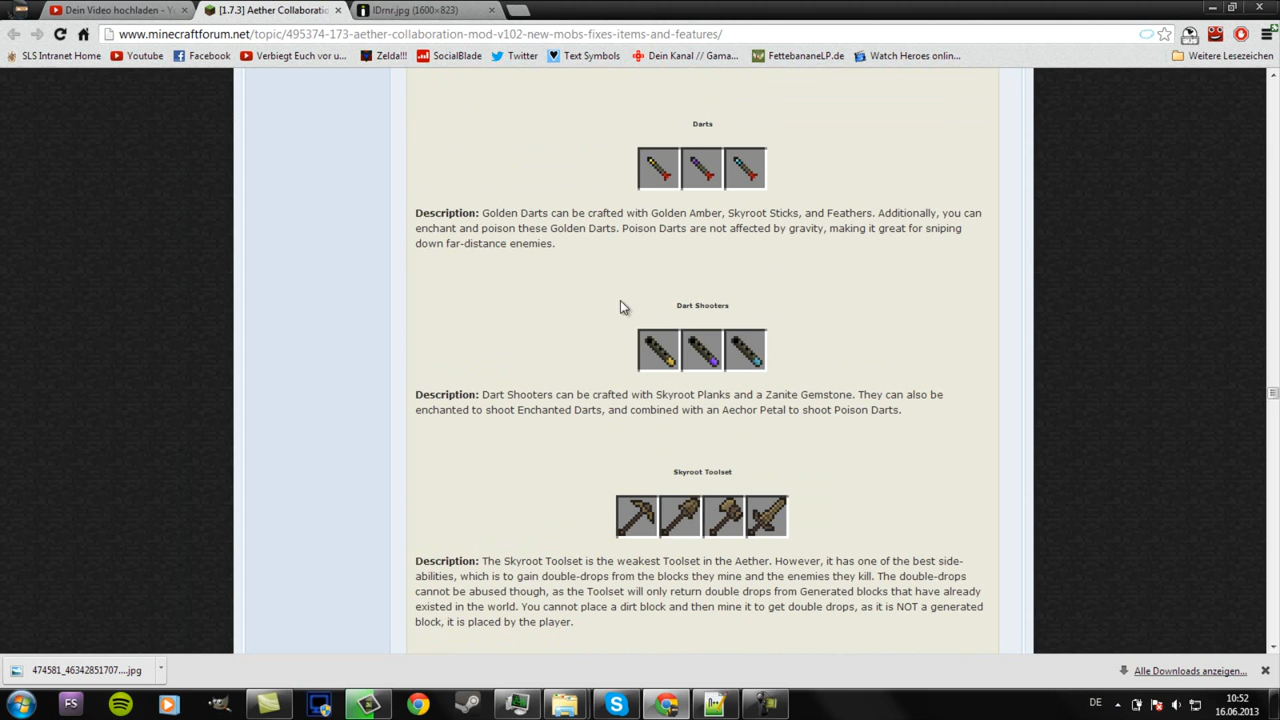 Dein Video hochladen - Yo
[1.7.3] Aether Collaboratio
IDrnr.jpg (1600×823)
www.minecraftforum.net/topic/495374-173-aether-collaboration-mod-v102-new-mobs-fixes-items-and-features/
SLS Intranet Home
Youtube
Facebook
Verbiegt Euch vor u...
Zelda!!!
SocialBlade
Twitter
Text Symbols
Dein Kanal // Gama...
FettebananeLP.de
Watch Heroes onlin...
Weitere Lesezeichen
Darts
Description: Golden Darts can be crafted with Golden Amber, Skyroot Sticks, and Feathers. Additionally, you can
enchant and poison these Golden Darts. Poison Darts are not affected by gravity, making it great for sniping
down far-distance enemies.
Dart Shooters
Description: Dart Shooters can be crafted with Skyroot Planks and a Zanite Gemstone. They can also be
enchanted to shoot Enchanted Darts, and combined with an Aechor Petal to shoot Poison Darts.
Skyroot Toolset
Description: The Skyroot Toolset is the weakest Toolset in the Aether. However, it has one of the best side-
abilities, which is to gain double-drops from the blocks they mine and the enemies they kill. The double-drops
cannot be abused though, as the Toolset will only return double drops from Generated blocks that have already
existed in the world. You cannot place a dirt block and then mine it to get double drops, as it is NOT a generated
block, it is placed by the player.
474581_46342851707....jpg
Alle Downloads anzeigen...
FS
DE
10:52
16.06.2013